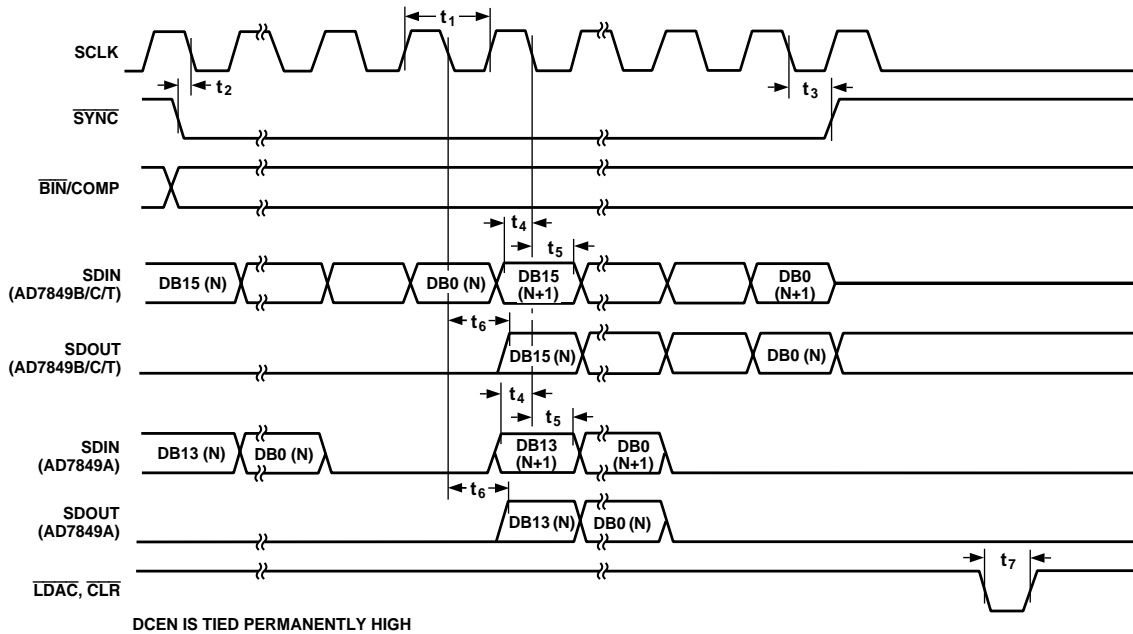 SCLK
t1
t2
t3
SYNC
BIN/COMP
t4
t5
SDIN
(AD7849B/C/T)
DB15 (N)
DB0 (N)
DB15
(N+1)
DB0
(N+1)
t6
SDOUT
(AD7849B/C/T)
DB15 (N)
DB0 (N)
t4
t5
SDIN
(AD7849A)
DB13 (N)
DB0 (N)
DB13
(N+1)
DB0
(N+1)
t6
SDOUT
(AD7849A)
DB13 (N)
DB0 (N)
t7
LDAC, CLR
DCEN IS TIED PERMANENTLY HIGH